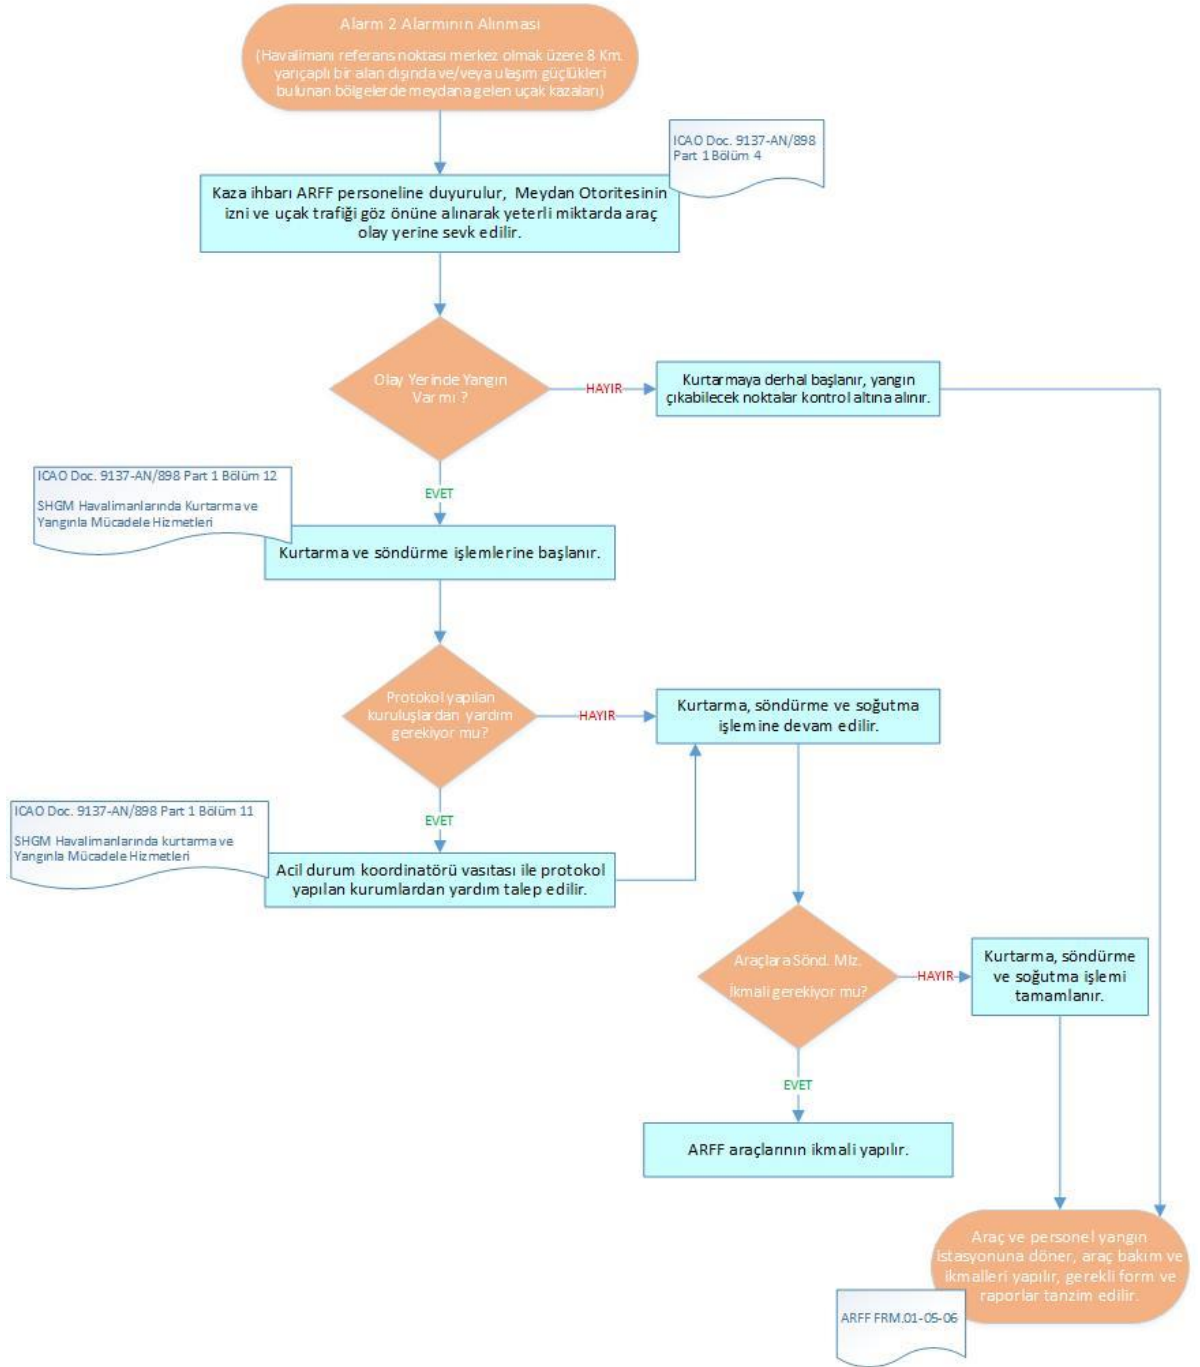 Alarm 2 Alarmının Alınması
(Havalimanı referans noktası merkez olmak üzere 8 Km.
yarıçaplı bir alan dışında ve/veya ulaşım güçlükleri
bulunan bölgelerde meydana gelen uçak kazaları)
ICAO Doc. 9137-AN/898
Part 1 Bölüm 4
Kaza ihbarı ARFF personeline duyurulur, Meydan Otoritesinin
izni ve uçak trafiği göz önüne alınarak yeterli miktarda araç
olay yerine sevk edilir.
Olay Yerinde Yangın
Var mı ?
HAYIR
Kurtarmaya derhal başlanır, yangın
çıkabilecek noktalar kontrol altına alınır.
EVET
ICAO Doc. 9137-AN/898 Part 1 Bölüm 12
SHGM Havalimanlarında Kurtarma ve
Yangınla Mücadele Hizmetleri
Kurtarma ve söndürme işlemlerine başlanır.
Protokol yapılan
kuruluşlardan yardım
gerekiyor mu?
HAYIR
Kurtarma, söndürme ve soğutma
işlemine devam edilir.
EVET
ICAO Doc. 9137-AN/898 Part 1 Bölüm 11
SHGM Havalimanlarında kurtarma ve
Yangınla Mücadele Hizmetleri
Acil durum koordinatörü vasıtası ile protokol
yapılan kurumlardan yardım talep edilir.
Araçlara Sönd. Mlz.
İkmali gerekiyor mu?
HAYIR
Kurtarma, söndürme
ve soğutma işlemi
tamamlanır.
EVET
ARFF araçlarının ikmali yapılır.
Araç ve personel yangın
istasyonuna döner, araç bakım ve
ikmalleri yapılır, gerekli form ve
raporlar tanzim edilir.
ARFF FRM.01-05-06